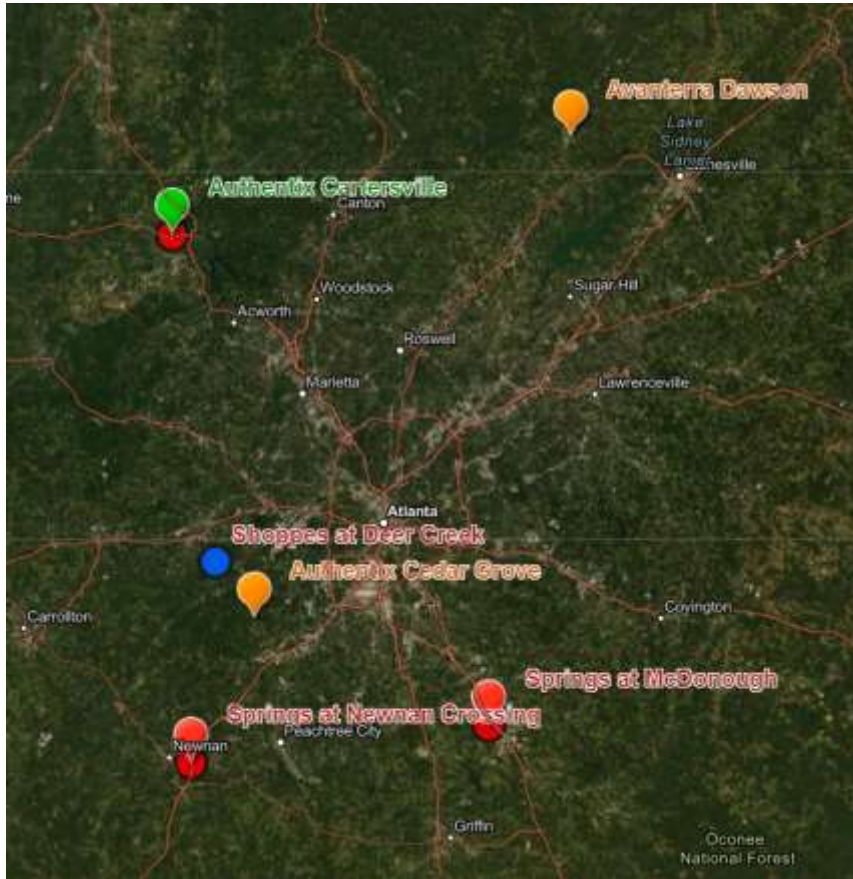 Avanterra Dawson
Lake
Sidney
Lanier
ne
Authentix Cartersville
Canton
Woodstock
Sugar Hill
Acworth
Roswell
Marietta
Lawrenceville
Atlanta
Shoppes at Deer Creek
Authentix Cedar Grove
Carrollton
Covington
Springs at McDonough
Springs at Newnan Crossing
Newnan
Peachtree City
Griffin
Oconee
National Forest